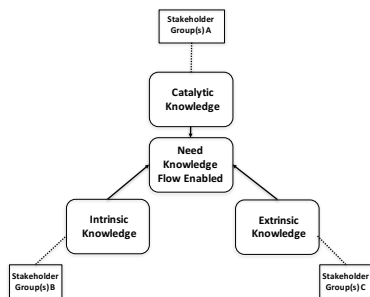 Stakeholder
Group(s) A
Catalytic
Knowledge
Need
Knowledge
Flow Enabled
Intrinsic
Knowledge
Extrinsic
Knowledge
Stakeholder
Group(s) B
Stakeholder
Group(s) C